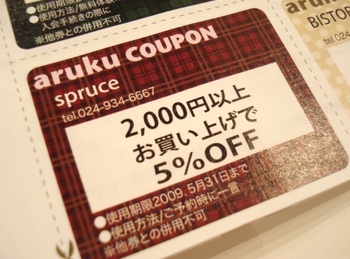 ●使用期限
●使用方法/無料体験
入会手続きの際に
※他券との併用不可
BISTO
aruku COUPON
spruce
tel.024-934-6667
2,000円以上
お買い上げで
5%OFF
●使用期限2009.5月31日まで
●使用方法/ご予約時に一言
※他券との併用不可